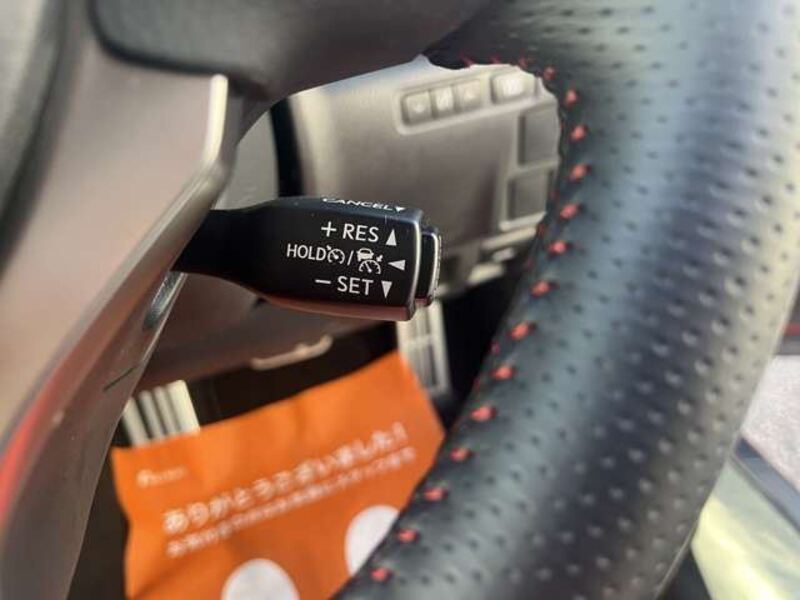 CANCEL▼
+ RES ▲
HOLD / ◀
− SET ▼
ありがとうございました！